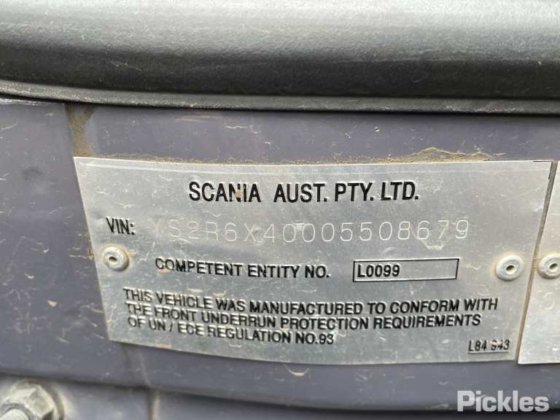 SCANIA AUST. PTY. LTD.
VIN: YS2R6X40005508679
COMPETENT ENTITY NO. L0099
THIS VEHICLE WAS MANUFACTURED TO CONFORM WITH
THE FRONT UNDERRUN PROTECTION REQUIREMENTS
OF UN / ECE REGULATION NO.93
L84 943
Pickles